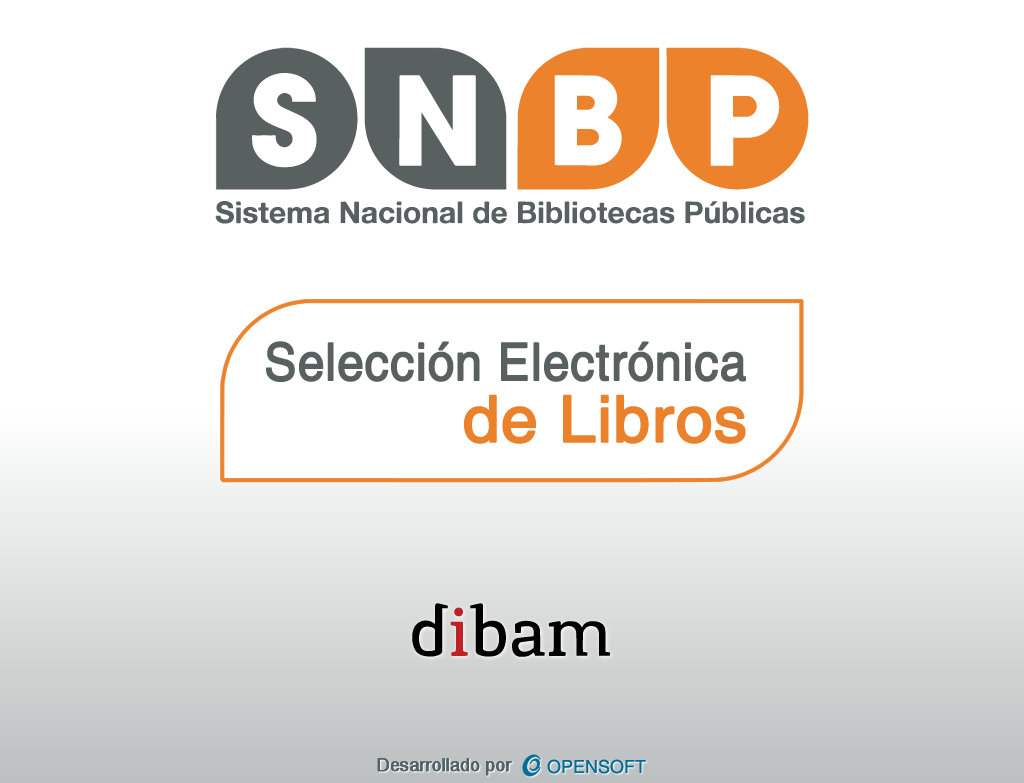 SNBP
Sistema Nacional de Bibliotecas Públicas
Selección Electrónica
de Libros
dibam
Desarrollado por OPENSOFT